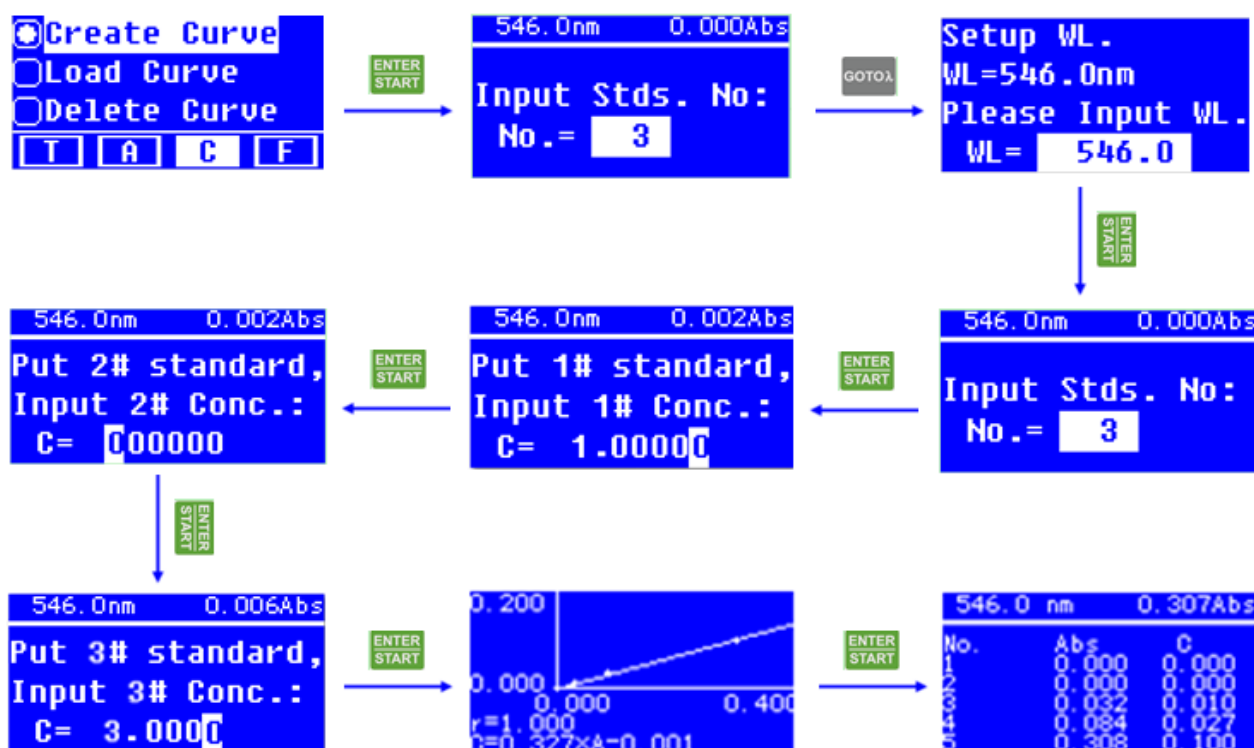 Create Curve
Load Curve
Delete Curve
T A C F
ENTER
START
546.0nm 0.000Abs
Input Stds. No:
No.= 3
GOTOλ
Setup WL.
WL=546.0nm
Please Input WL.
WL= 546.0
ENTER
START
546.0nm 0.000Abs
Input Stds. No:
No.= 3
ENTER
START
546.0nm 0.002Abs
Put 1# standard,
Input 1# Conc.:
C= 1.00000
ENTER
START
546.0nm 0.002Abs
Put 2# standard,
Input 2# Conc.:
C= 000000
ENTER
START
546.0nm 0.006Abs
Put 3# standard,
Input 3# Conc.:
C= 3.0000
ENTER
START
0.200
0.000
0.000 0.400
r=1.000
C=0.327×A-0.001
ENTER
START
546.0 nm 0.307Abs
No. Abs C
1 0.000 0.000
2 0.000 0.000
3 0.032 0.010
4 0.084 0.027
5 0.308 0.100